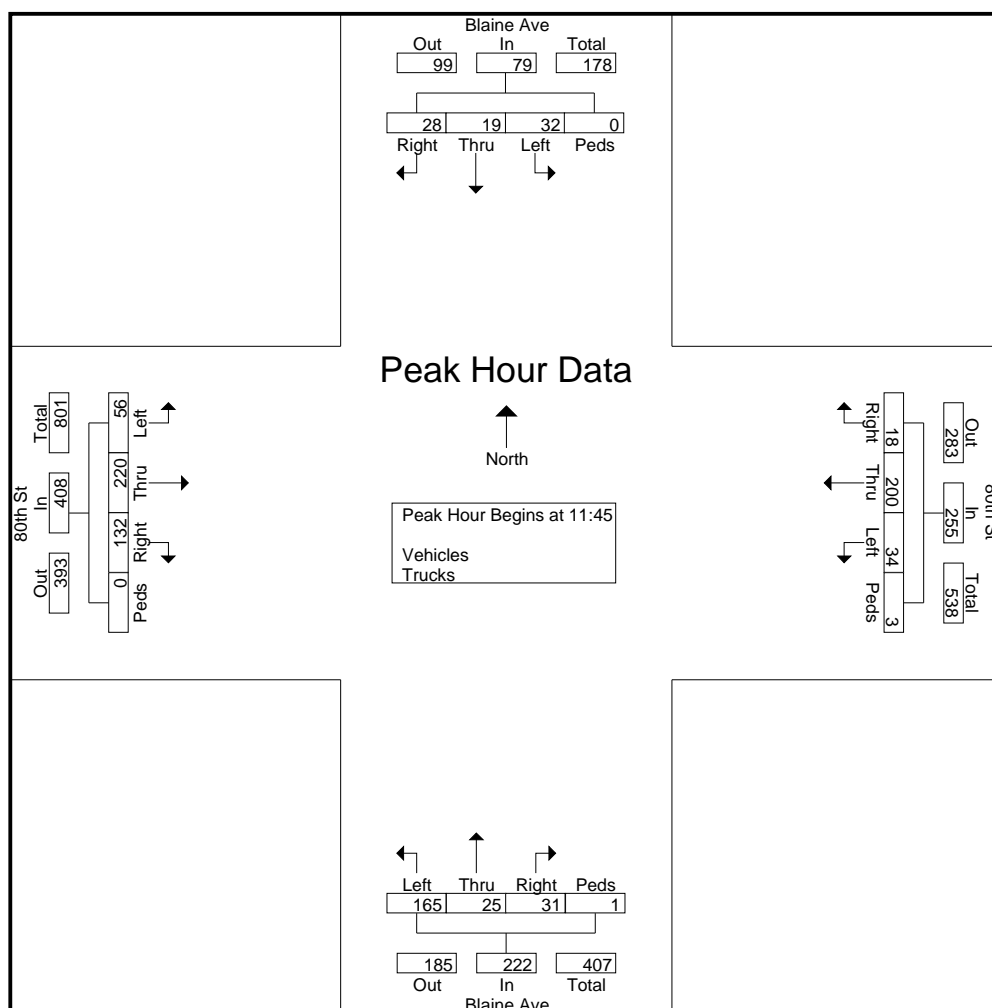 Blaine Ave
Out In Total
99 79 178
28 19 32 0
Right Thru Left Peds
Peak Hour Data
North
Peak Hour Begins at 11:45
Vehicles
Trucks
80th St
Total In Out
801 408 393
56 220 132 0
Left Thru Right Peds
Right Thru Left Peds
18 200 34 3
Out In Total
283 255 538
80th St
Left Thru Right Peds
165 25 31 1
185 222 407
Out In Total
Blaine Ave